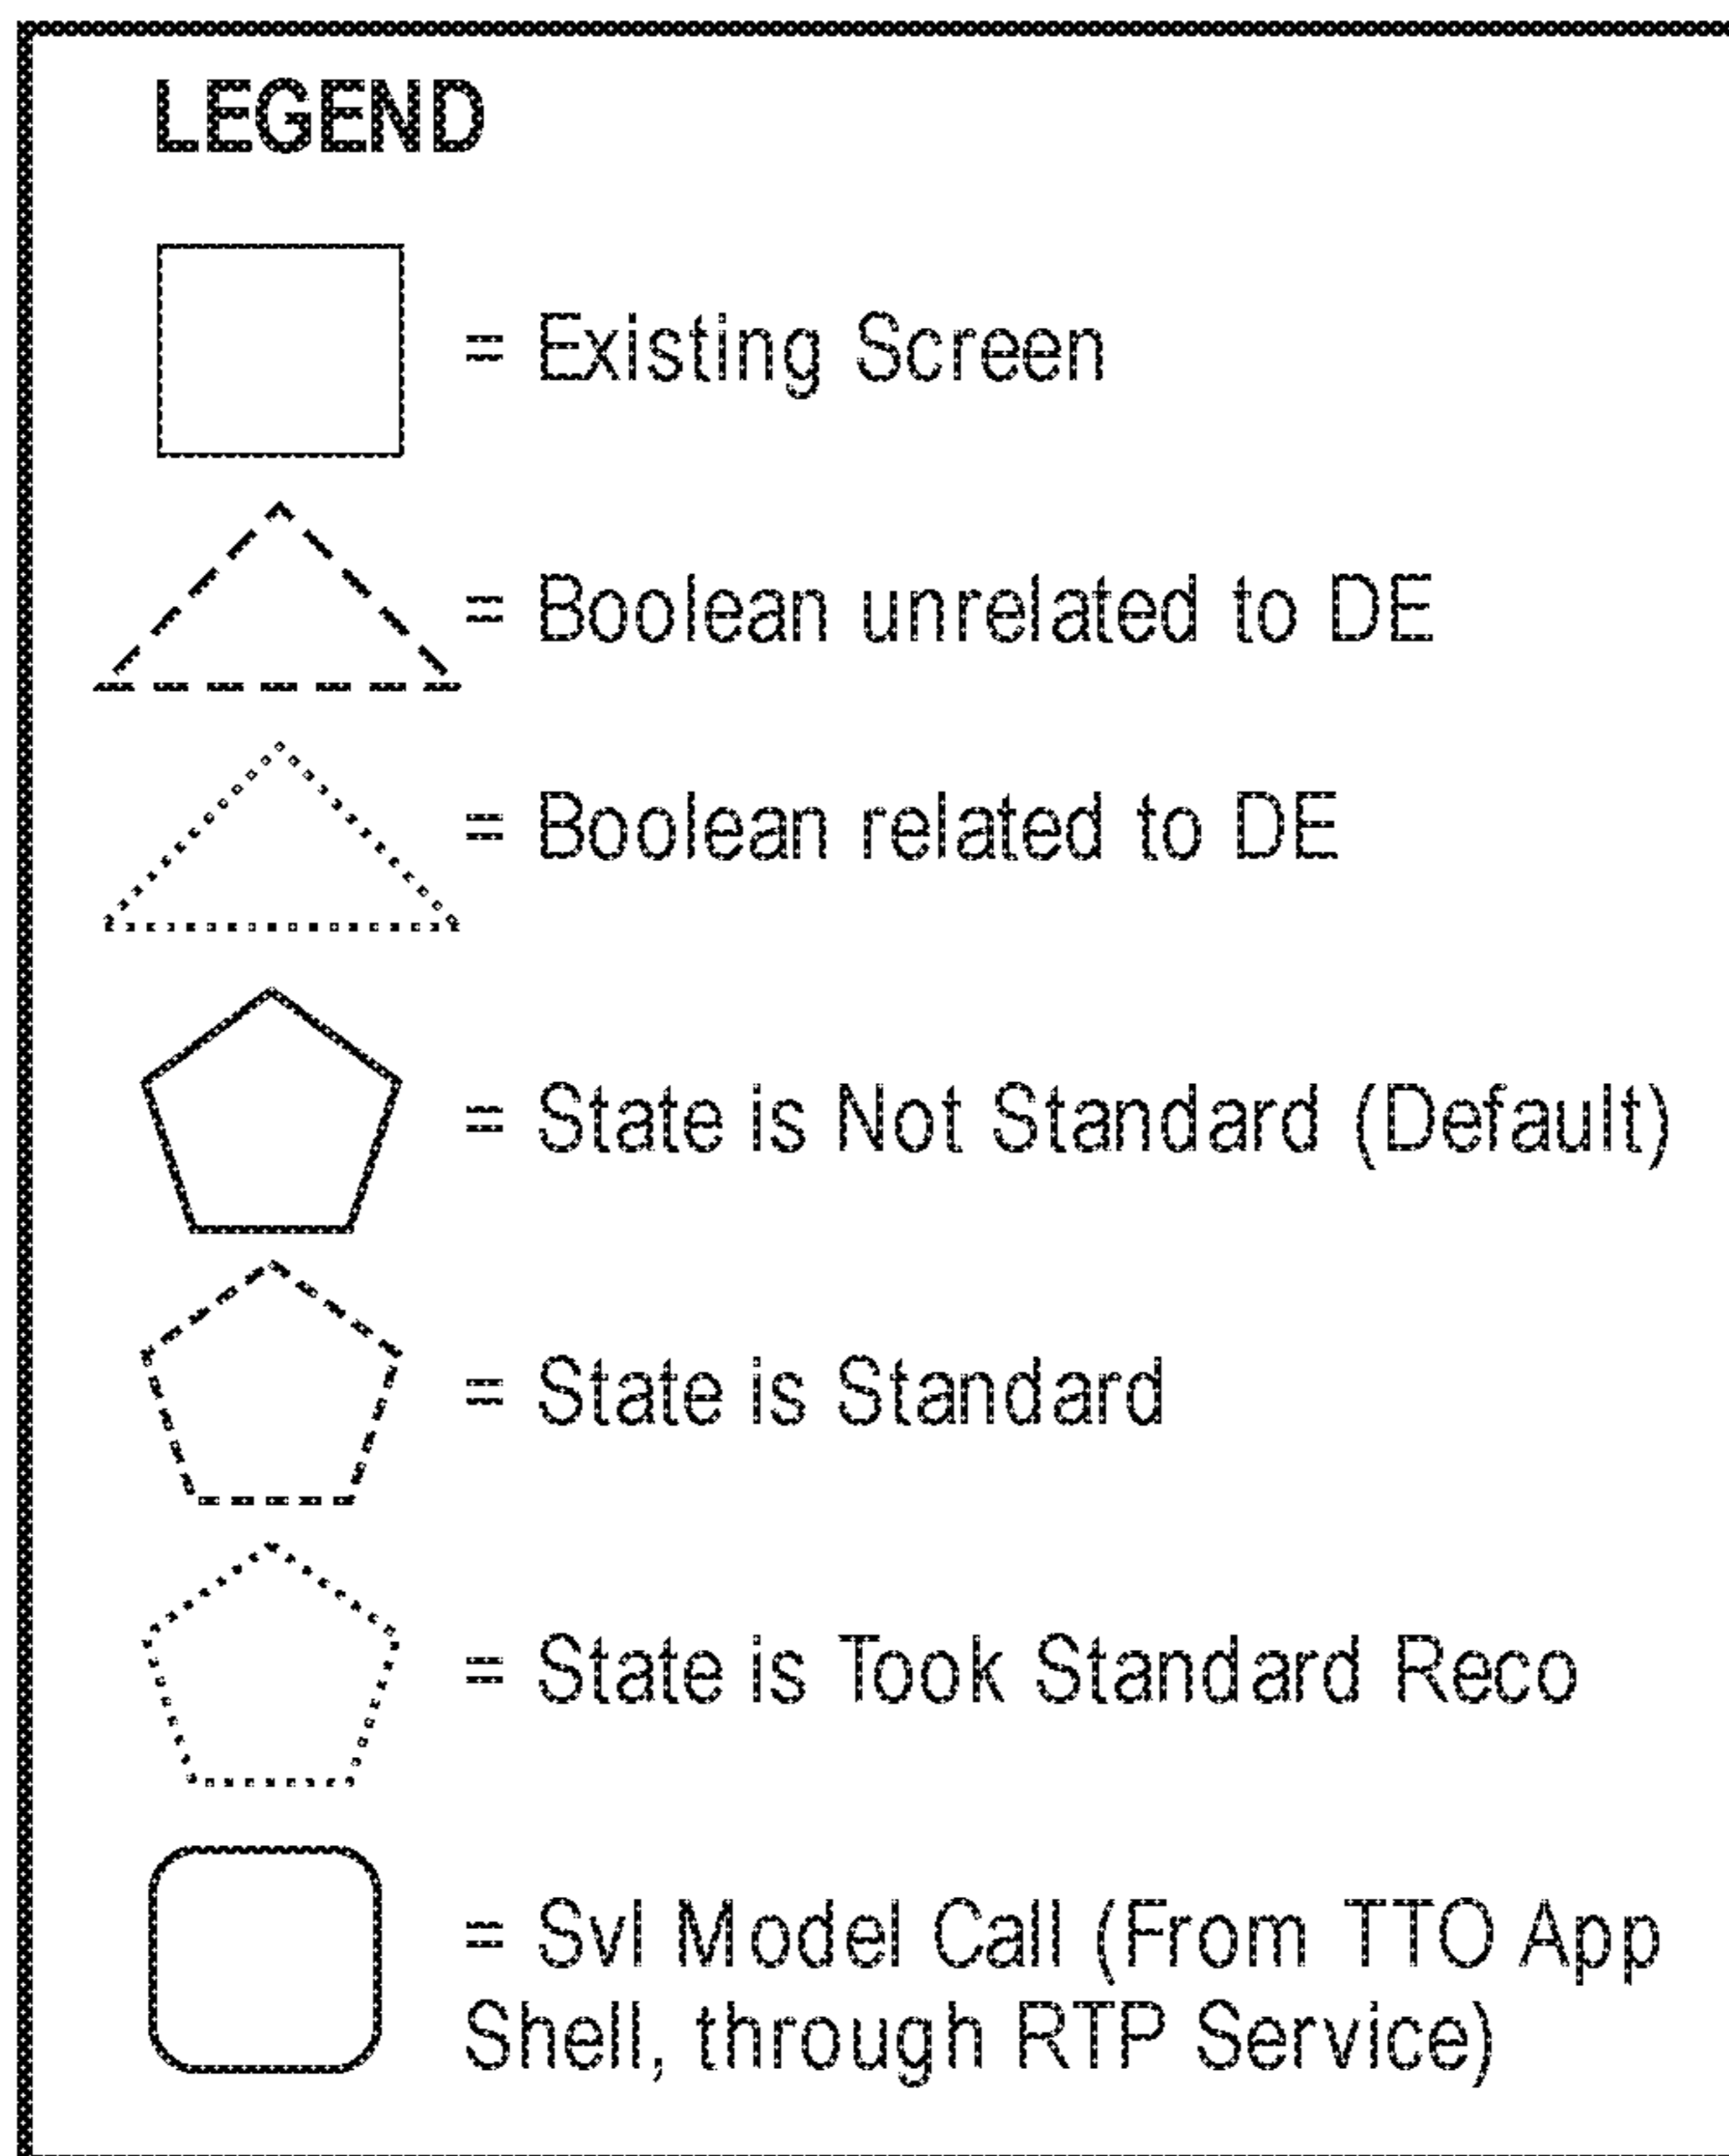 LEGEND
= Existing Screen
= Boolean unrelated to DE
= Boolean related to DE
= State is Not Standard (Default)
= State is Standard
= State is Took Standard Reco
= Svl Model Call (From TTO App
Shell, through RTP Service)